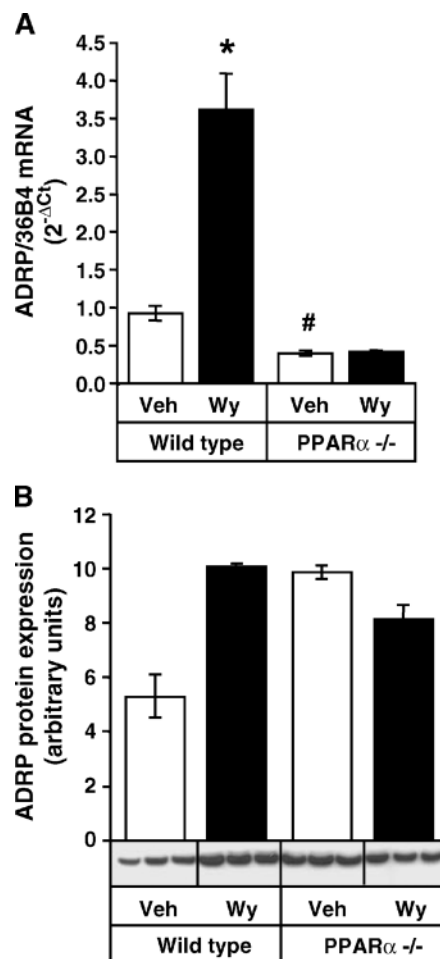 A
ADRP/36B4 mRNA
(2^-ΔCt)
4.5
4.0
3.5
3.0
2.5
2.0
1.5
1.0
0.5
0.0
*
#
Veh Wy Veh Wy
Wild type PPARα -/-
B
ADRP protein expression
(arbitrary units)
12
10
8
6
4
2
0
Veh Wy Veh Wy
Wild type PPARα -/-